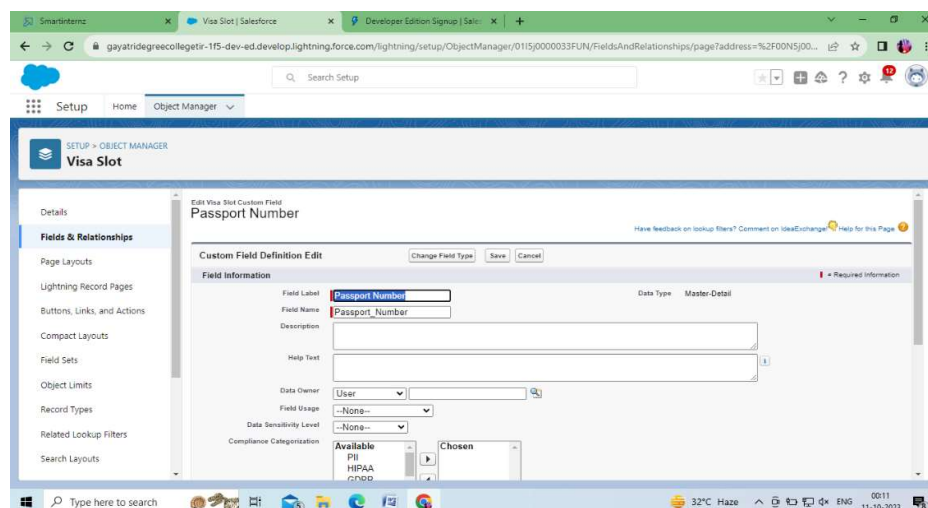 Smartinternz
Visa Slot | Salesforce
Developer Edition Signup | Sales
gayatridegreecollegetir-1f5-dev-ed.develop.lightning.force.com/lightning/setup/ObjectManager/01I5j0000033FUN/FieldsAndRelationships/page?address=%2F00N5j00...
Search Setup
12
Setup
Home
Object Manager
SETUP > OBJECT MANAGER
Visa Slot
Details
Fields & Relationships
Page Layouts
Lightning Record Pages
Buttons, Links, and Actions
Compact Layouts
Field Sets
Object Limits
Record Types
Related Lookup Filters
Search Layouts
Edit Visa Slot Custom Field
Passport Number
Have feedback on lookup filters? Comment on IdeaExchange! Help for this Page
Custom Field Definition Edit
Change Field Type Save Cancel
Field Information
= Required Information
Field Label Passport Number
Data Type Master-Detail
Field Name Passport_Number
Description
Help Text
i
Data Owner User
Field Usage --None--
Data Sensitivity Level --None--
Compliance Categorization
Available Chosen
PII
HIPAA
GDPR
Type here to search
32°C Haze
ENG
00:11
11-10-2023